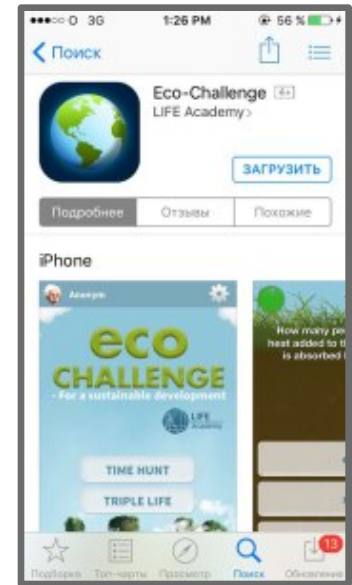 O 3G 1:26 PM 56 %
Поиск
Eco-Challenge 4+
LIFE Academy
ЗАГРУЗИТЬ
Подробнее Отзывы Похожие
iPhone
Anonym
eco
CHALLENGE
- For a sustainable development
LIFE
Academy
TIME HUNT
TRIPLE LIFE
How many pe
heat added to th
is absorbed
Подборка Топ-чарты Просмотр Поиск Обновления
13